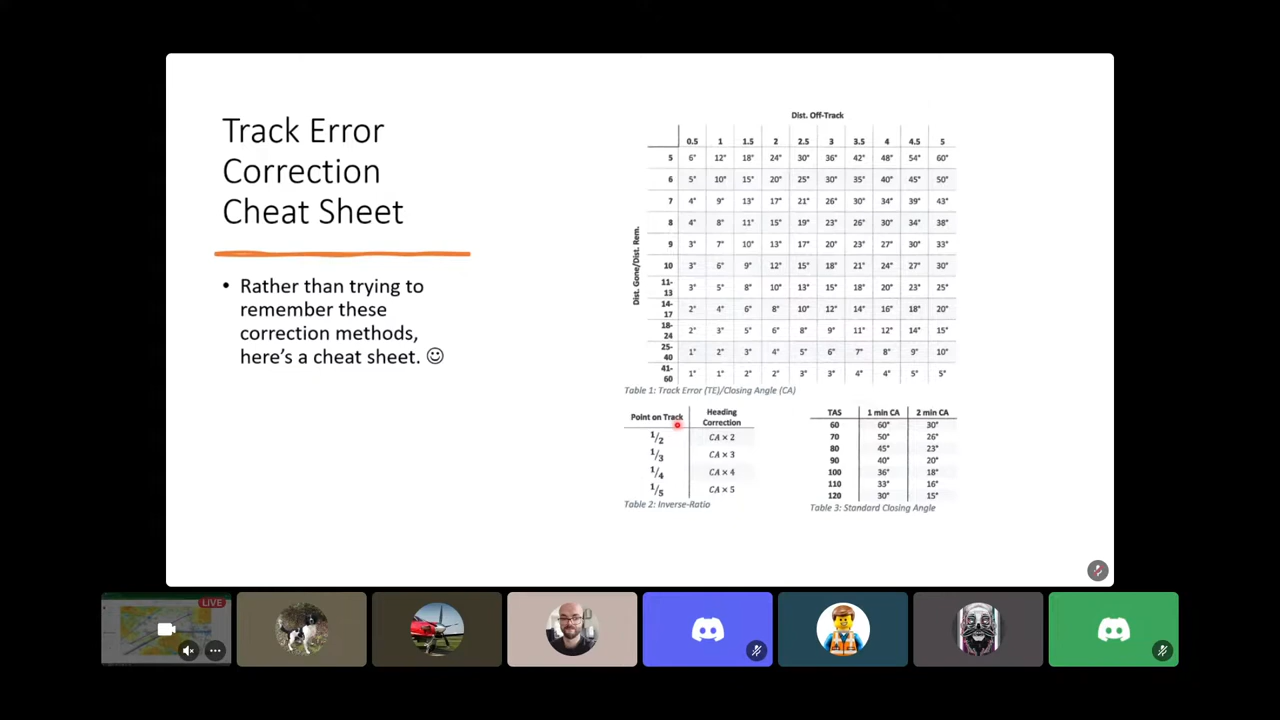 Track Error
Correction
Cheat Sheet
• Rather than trying to
remember these
correction methods,
here's a cheat sheet. ☺
Dist. Off-Track
0.5 1 1.5 2 2.5 3 3.5 4 4.5 5
Dist. Gone/Dist. Rem.
5 6° 12° 18° 24° 30° 36° 42° 48° 54° 60°
6 5° 10° 15° 20° 25° 30° 35° 40° 45° 50°
7 4° 9° 13° 17° 21° 26° 30° 34° 39° 43°
8 4° 8° 11° 15° 19° 23° 26° 30° 34° 38°
9 3° 7° 10° 13° 17° 20° 23° 27° 30° 33°
10 3° 6° 9° 12° 15° 18° 21° 24° 27° 30°
11-13 3° 5° 8° 10° 13° 15° 18° 20° 23° 25°
14-17 2° 4° 6° 8° 10° 12° 14° 16° 18° 20°
18-24 2° 3° 5° 6° 8° 9° 11° 12° 14° 15°
25-40 1° 2° 3° 4° 5° 6° 7° 8° 9° 10°
41-60 1° 1° 2° 2° 3° 3° 4° 4° 5° 5°
Table 1: Track Error (TE)/Closing Angle (CA)
Point on Track Heading Correction
1/2 CA × 2
1/3 CA × 3
1/4 CA × 4
1/5 CA × 5
Table 2: Inverse-Ratio
TAS 1 min CA 2 min CA
60 60° 30°
70 50° 26°
80 45° 23°
90 40° 20°
100 36° 18°
110 33° 16°
120 30° 15°
Table 3: Standard Closing Angle
LIVE